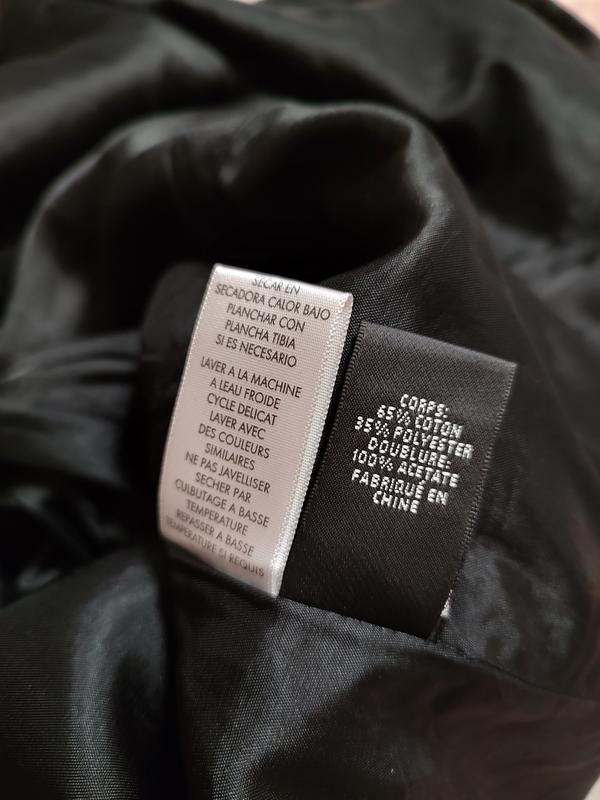 SECAR EN
SECADORA CALOR BAJO
PLANCHAR CON
PLANCHA TIBIA
SI ES NECESARIO
LAVER A LA MACHINE
A LEAU FROIDE
CYCLE DELICAT
LAVER AVEC
DES COULEURS
SIMILAIRES
NE PAS JAVELLISER
SECHER PAR
CULBUTAGE A BASSE
TEMPERATURE
REPASSER A BASSE
TEMPERATURE SI REQUIS
CORPS:
65% COTON
35% POLYESTER
DOUBLURE:
100% ACETATE
FABRIQUE EN
CHINE